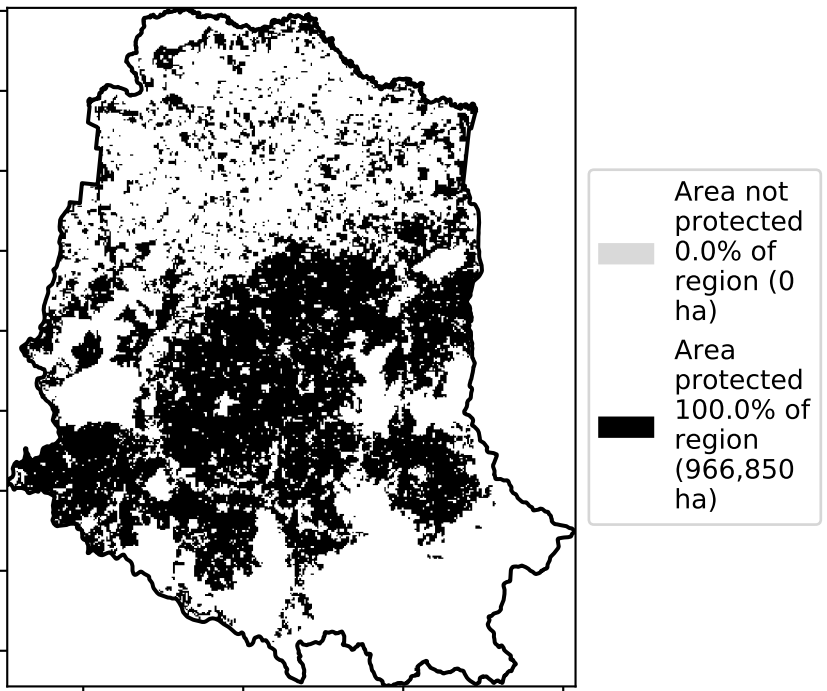 Area not
protected
0.0% of
region (0
ha)
Area
protected
100.0% of
region
(966,850
ha)